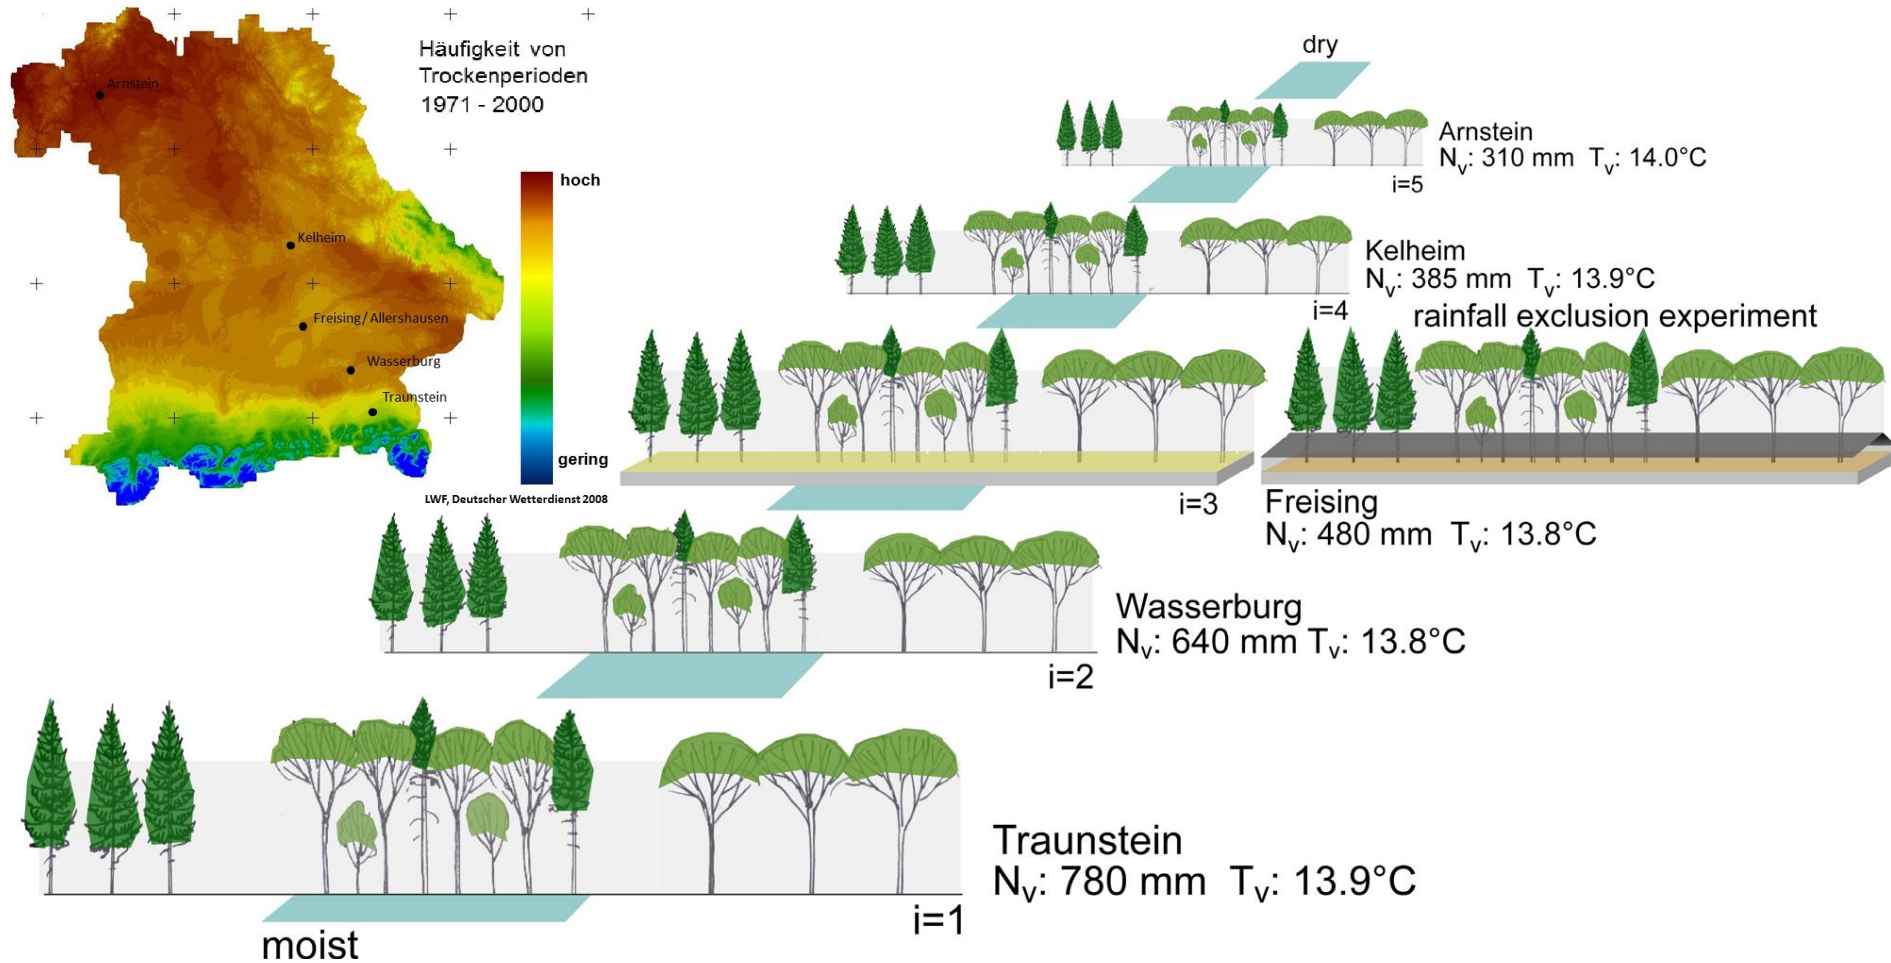 Häufigkeit von
Trockenperioden
1971 - 2000
hoch
gering
LWF, Deutscher Wetterdienst 2008
Arnstein
Kelheim
Freising/ Allershausen
Wasserburg
Traunstein
dry
Arnstein
Nv: 310 mm Tv: 14.0°C
i=5
Kelheim
Nv: 385 mm Tv: 13.9°C
i=4
rainfall exclusion experiment
i=3
Freising
Nv: 480 mm Tv: 13.8°C
Wasserburg
Nv: 640 mm Tv: 13.8°C
i=2
Traunstein
Nv: 780 mm Tv: 13.9°C
i=1
moist